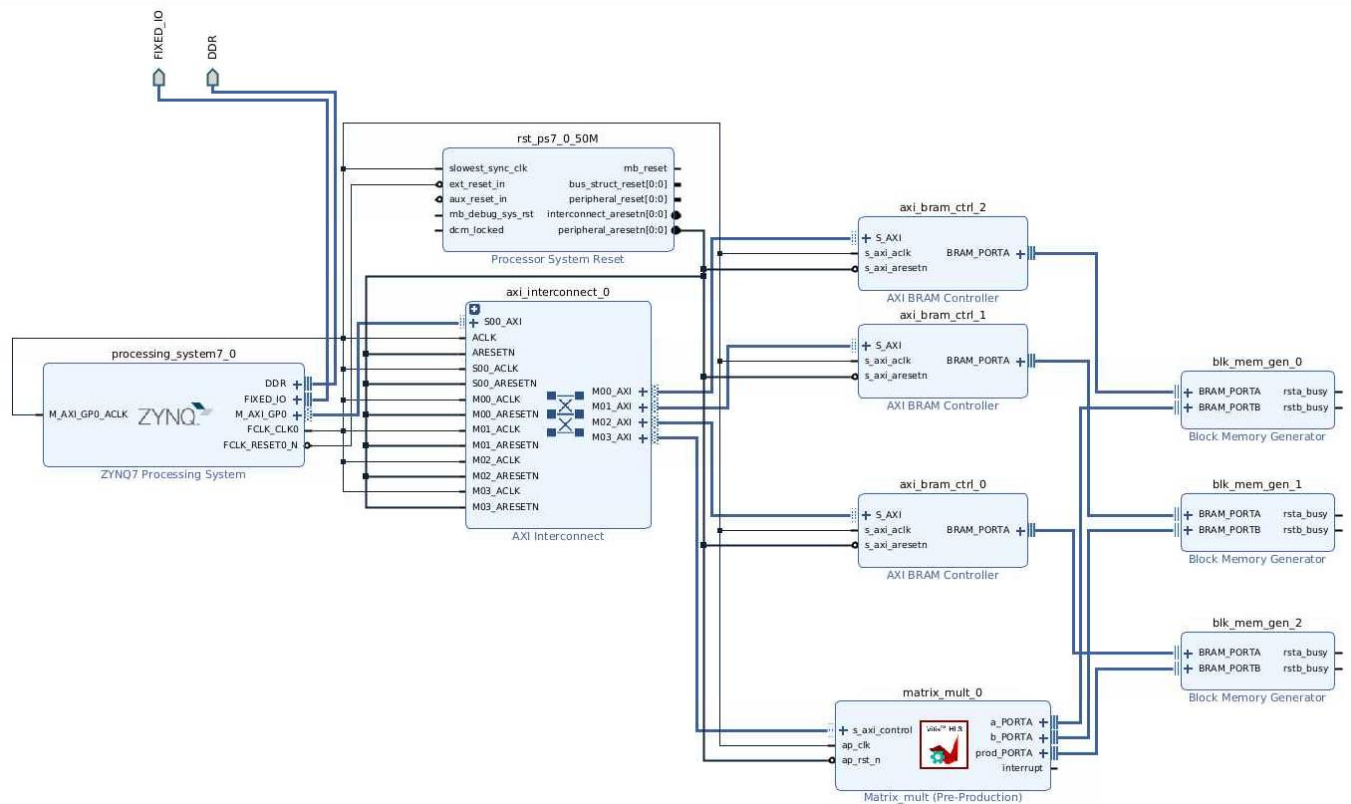 FIXED_IO
DDR
rst_ps7_0_50M
slowest_sync_clk
ext_reset_in
aux_reset_in
mb_debug_sys_rst
dcm_locked
mb_reset
bus_struct_reset[0:0]
peripheral_reset[0:0]
interconnect_aresetn[0:0]
peripheral_aresetn[0:0]
Processor System Reset
axi_interconnect_0
S00_AXI
ACLK
ARESETN
S00_ACLK
S00_ARESETN
M00_ACLK
M00_ARESETN
M01_ACLK
M01_ARESETN
M02_ACLK
M02_ARESETN
M03_ACLK
M03_ARESETN
M00_AXI
M01_AXI
M02_AXI
M03_AXI
AXI Interconnect
processing_system7_0
M_AXI_GP0_ACLK
ZYNQ
DDR
FIXED_IO
M_AXI_GP0
FCLK_CLK0
FCLK_RESET0_N
ZYNQ7 Processing System
axi_bram_ctrl_2
S_AXI
s_axi_aclk
s_axi_aresetn
BRAM_PORTA
AXI BRAM Controller
axi_bram_ctrl_1
S_AXI
s_axi_aclk
s_axi_aresetn
BRAM_PORTA
AXI BRAM Controller
axi_bram_ctrl_0
S_AXI
s_axi_aclk
s_axi_aresetn
BRAM_PORTA
AXI BRAM Controller
matrix_mult_0
s_axi_control
ap_clk
ap_rst_n
Vitis™ HLS
a_PORTA
b_PORTA
prod_PORTA
interrupt
Matrix_mult (Pre-Production)
blk_mem_gen_0
BRAM_PORTA
BRAM_PORTB
rsta_busy
rstb_busy
Block Memory Generator
blk_mem_gen_1
BRAM_PORTA
BRAM_PORTB
rsta_busy
rstb_busy
Block Memory Generator
blk_mem_gen_2
BRAM_PORTA
BRAM_PORTB
rsta_busy
rstb_busy
Block Memory Generator